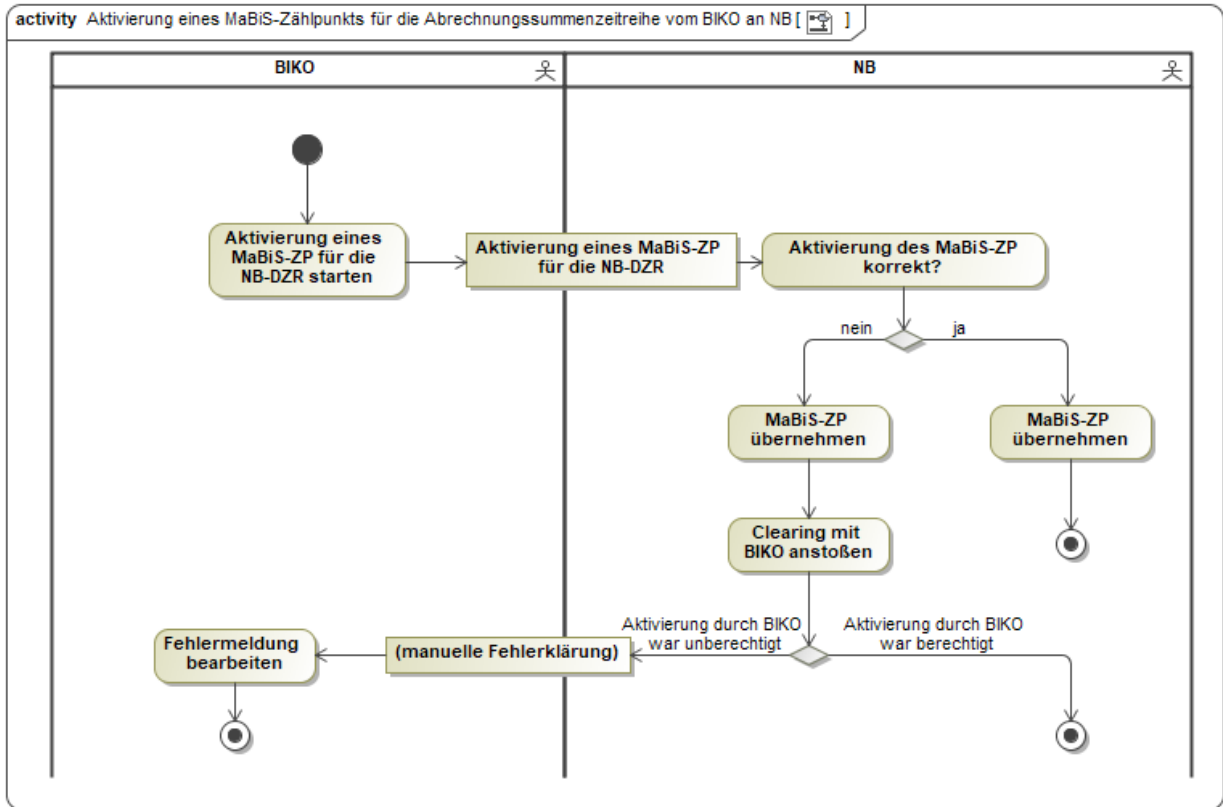 activity Aktivierung eines MaBiS-Zählpunkts für die Abrechnungssummenzeitreihe vom BIKO an NB [ ]
BIKO
NB
Aktivierung eines
MaBiS-ZP für die
NB-DZR starten
Aktivierung eines MaBiS-ZP
für die NB-DZR
Aktivierung des MaBiS-ZP
korrekt?
nein
ja
MaBiS-ZP
übernehmen
MaBiS-ZP
übernehmen
Clearing mit
BIKO anstoßen
Aktivierung durch BIKO
war unberechtigt
Aktivierung durch BIKO
war berechtigt
(manuelle Fehlerklärung)
Fehlermeldung
bearbeiten